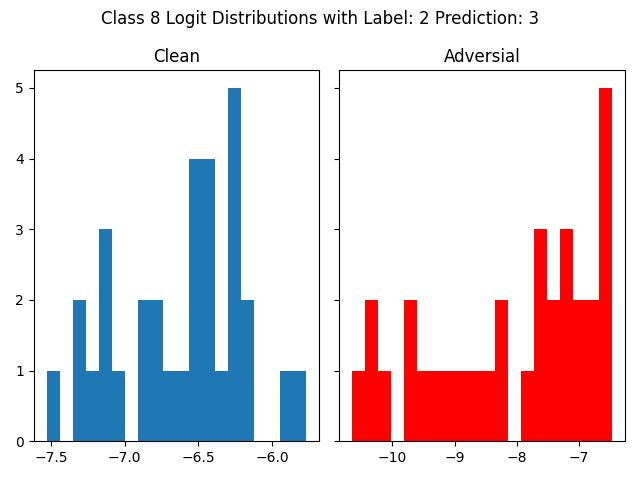 Class 8 Logit Distributions with Label: 2 Prediction: 3
Clean
Adversial
5
4
3
2
1
0
−7.5 −7.0 −6.5 −6.0
−10 −9 −8 −7